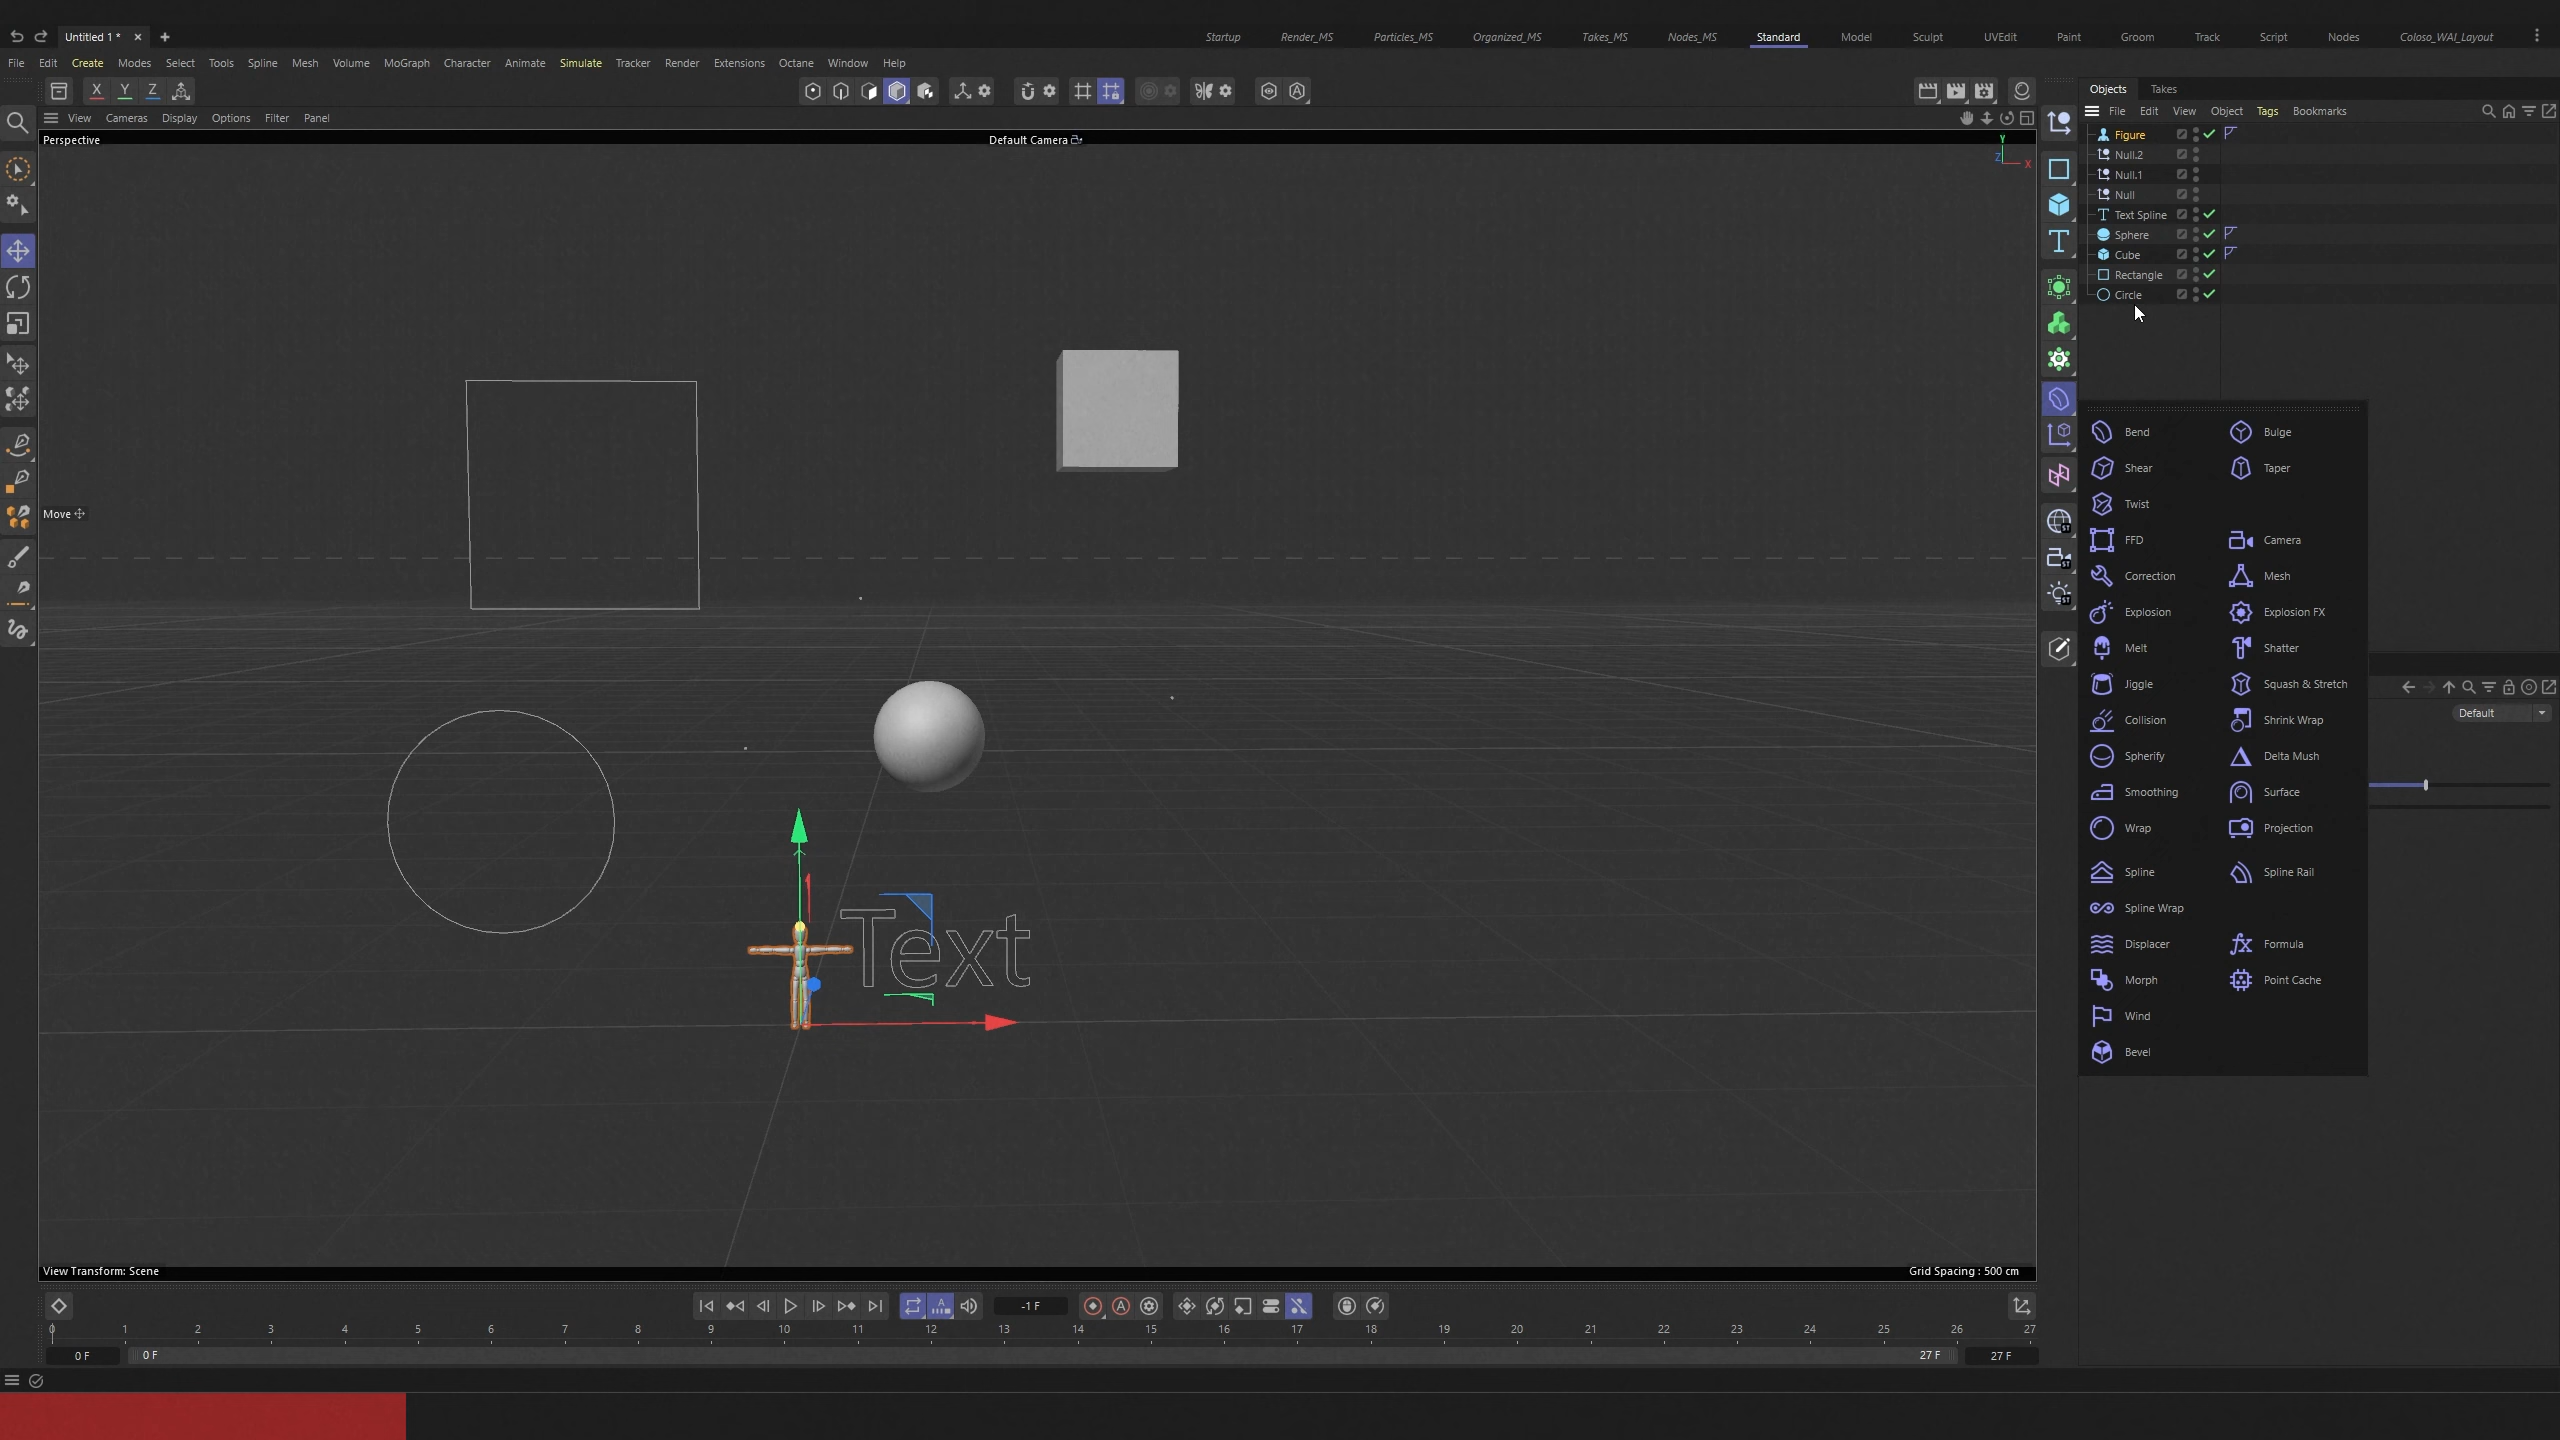 Untitled 1 *
Startup Render_MS Particles_MS Organized_MS Takes_MS Nodes_MS Standard Model Sculpt UVEdit Paint Groom Track Script Nodes Coloso_WAI_Layout
File Edit Create Modes Select Tools Spline Mesh Volume MoGraph Character Animate Simulate Tracker Render Extensions Octane Window Help
X Y Z
View Cameras Display Options Filter Panel
Perspective
Default Camera
Y
Z X
Move
Text
View Transform: Scene
Grid Spacing : 500 cm
Objects Takes
File Edit View Object Tags Bookmarks
Figure
Null.2
Null.1
Null
Text Spline
Sphere
Cube
Rectangle
Circle
Bend Bulge
Shear Taper
Twist
FFD Camera
Correction Mesh
Explosion Explosion FX
Melt Shatter
Jiggle Squash & Stretch
Collision Shrink Wrap
Spherify Delta Mush
Smoothing Surface
Wrap Projection
Spline Spline Rail
Spline Wrap
Displacer Formula
Morph Point Cache
Wind
Bevel
Default
-1 F
0 1 2 3 4 5 6 7 8 9 10 11 12 13 14 15 16 17 18 19 20 21 22 23 24 25 26 27
0 F 0 F 27 F 27 F